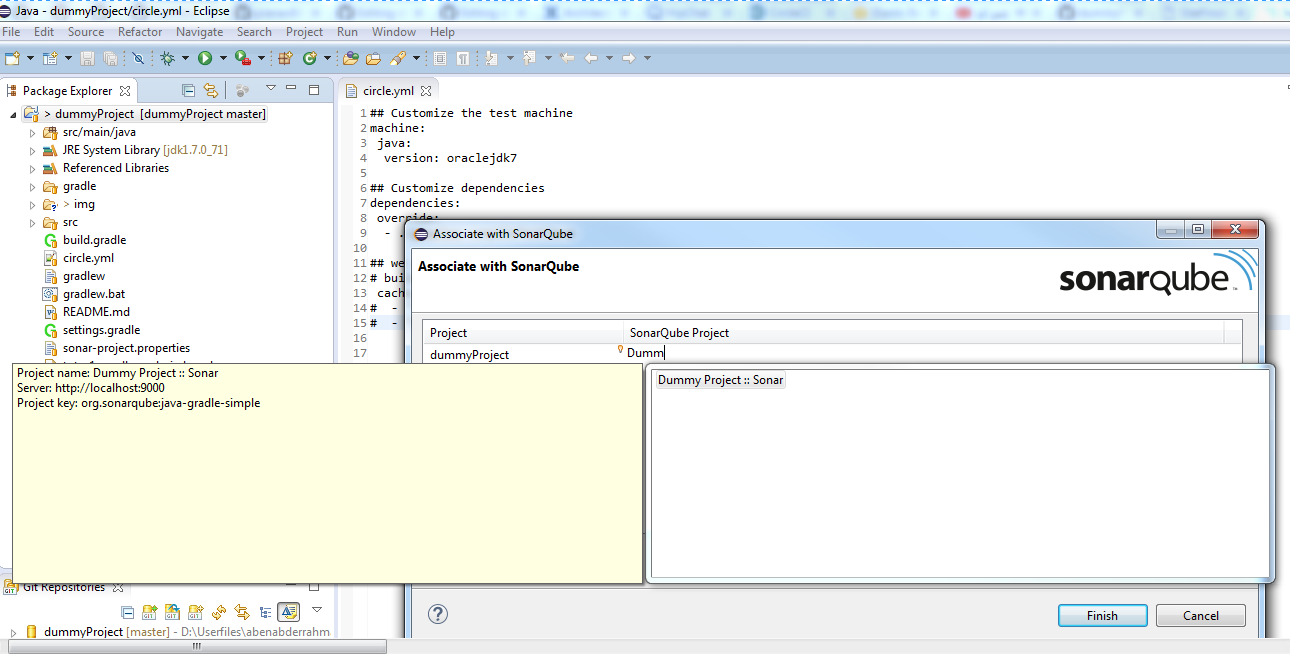 Java - dummyProject/circle.yml - Eclipse
File Edit Source Refactor Navigate Search Project Run Window Help
Package Explorer
> dummyProject [dummyProject master]
src/main/java
JRE System Library [jdk1.7.0_71]
Referenced Libraries
gradle
> img
src
build.gradle
circle.yml
gradlew
gradlew.bat
README.md
settings.gradle
sonar-project.properties
circle.yml
1 ## Customize the test machine
2 machine:
3 java:
4 version: oraclejdk7
5
6 ## Customize dependencies
7 dependencies:
8 override:
9 - .
10
11 ## we
12 # bui
13 cach
14 # -
15 # -
16
17
Associate with SonarQube
Associate with SonarQube
sonarqube
Project SonarQube Project
dummyProject Dumm
Project name: Dummy Project :: Sonar
Server: http://localhost:9000
Project key: org.sonarqube:java-gradle-simple
Dummy Project :: Sonar
Git Repositories
dummyProject [master] - D:\Userfiles\abenabderrahm
? Finish Cancel